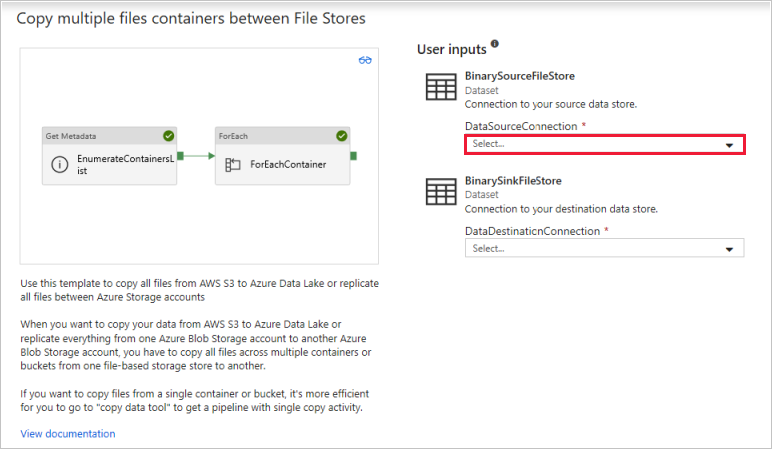 Copy multiple files containers between File Stores
Get Metadata
EnumerateContainersL
ist
ForEach
ForEachContainer
Use this template to copy all files from AWS S3 to Azure Data Lake or replicate
all files between Azure Storage accounts
When you want to copy your data from AWS S3 to Azure Data Lake or
replicate everything from one Azure Blob Storage account to another Azure
Blob Storage account, you have to copy all files across multiple containers or
buckets from one file-based storage store to another.
If you want to copy files from a single container or bucket, it's more efficient
for you to go to "copy data tool" to get a pipeline with single copy activity.
View documentation
User inputs
BinarySourceFileStore
Dataset
Connection to your source data store.
DataSourceConnection *
Select...
BinarySinkFileStore
Dataset
Connection to your destination data store.
DataDestinationConnection *
Select...